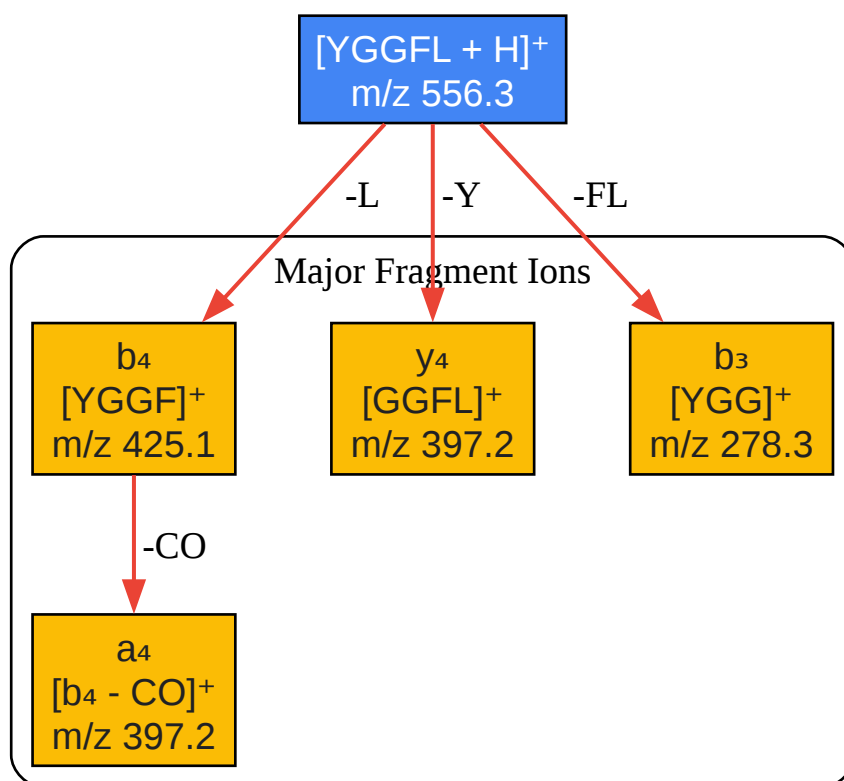 [YGGFL + H]⁺
m/z 556.3
-L
-Y
-FL
Major Fragment Ions
b₄
[YGGF]⁺
m/z 425.1
y₄
[GGFL]⁺
m/z 397.2
b₃
[YGG]⁺
m/z 278.3
-CO
a₄
[b₄ - CO]⁺
m/z 397.2